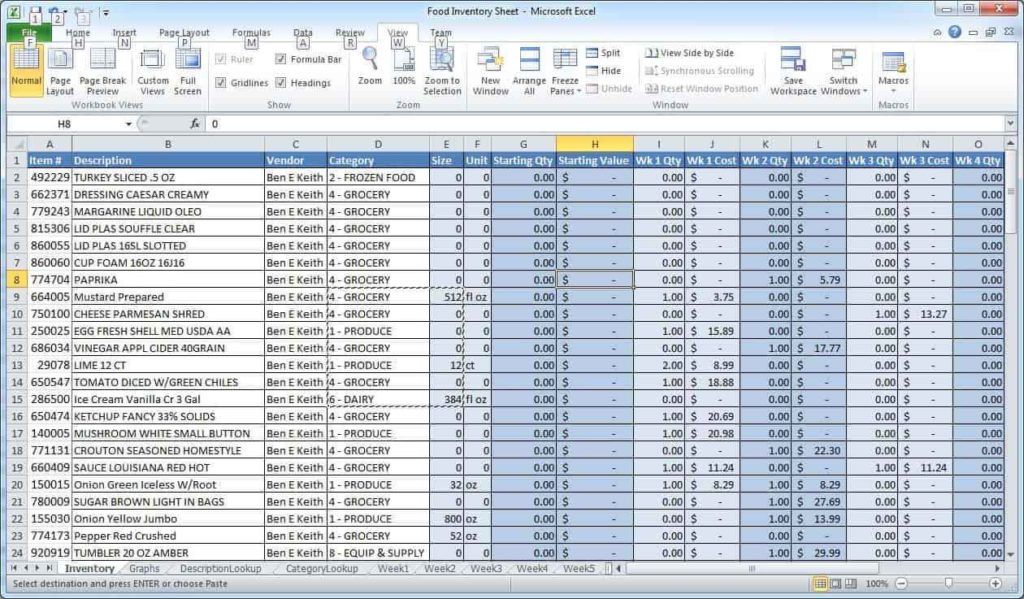 Food Inventory Sheet - Microsoft Excel
1 2 3
File Home Insert Page Layout Formulas Data Review View Team
F H N P M A R W Y
Normal Page Layout Page Break Preview Custom Views Full Screen
Ruler Formula Bar
Gridlines Headings
Zoom 100% Zoom to Selection
New Window Arrange All Freeze Panes
Split
Hide
Unhide
View Side by Side
Synchronous Scrolling
Reset Window Position
Save Workspace Switch Windows Macros
Workbook Views Show Zoom Window Macros
H8 fx 0
A B C D E F G H I J K L M N O
1 Item # Description Vendor Category Size Unit Starting Qty Starting Value Wk 1 Qty Wk 1 Cost Wk 2 Qty Wk 2 Cost Wk 3 Qty Wk 3 Cost Wk 4 Qty
2 492229 TURKEY SLICED .5 OZ Ben E Keith 2 - FROZEN FOOD 0 0 0.00 $ - 0.00 $ - 0.00 $ - 0.00 $ - 0.00
3 662371 DRESSING CAESAR CREAMY Ben E Keith 4 - GROCERY 0 0 0.00 $ - 0.00 $ - 0.00 $ - 0.00 $ - 0.00
4 779243 MARGARINE LIQUID OLEO Ben E Keith 4 - GROCERY 0 0 0.00 $ - 0.00 $ - 0.00 $ - 0.00 $ - 0.00
5 815306 LID PLAS SOUFFLE CLEAR Ben E Keith 4 - GROCERY 0 0 0.00 $ - 0.00 $ - 0.00 $ - 0.00 $ - 0.00
6 860055 LID PLAS 16SL SLOTTED Ben E Keith 4 - GROCERY 0 0 0.00 $ - 0.00 $ - 0.00 $ - 0.00 $ - 0.00
7 860060 CUP FOAM 16OZ 16J16 Ben E Keith 4 - GROCERY 0 0 0.00 $ - 0.00 $ - 0.00 $ - 0.00 $ - 0.00
8 774704 PAPRIKA Ben E Keith 4 - GROCERY 0 0 0.00 $ - 0.00 $ - 1.00 $ 5.79 0.00 $ - 0.00
9 664005 Mustard Prepared Ben E Keith 4 - GROCERY 512 fl oz 0.00 $ - 1.00 $ 3.75 0.00 $ - 0.00 $ - 0.00
10 750100 CHEESE PARMESAN SHRED Ben E Keith 4 - GROCERY 0 0 0.00 $ - 0.00 $ - 0.00 $ - 1.00 $ 13.27 0.00
11 250025 EGG FRESH SHELL MED USDA AA Ben E Keith 1 - PRODUCE 0 0 0.00 $ - 1.00 $ 15.89 0.00 $ - 0.00 $ - 0.00
12 686034 VINEGAR APPL CIDER 40GRAIN Ben E Keith 4 - GROCERY 0 0 0.00 $ - 0.00 $ - 1.00 $ 17.77 0.00 $ - 0.00
13 29078 LIME 12 CT Ben E Keith 1 - PRODUCE 12 ct 0.00 $ - 2.00 $ 8.99 0.00 $ - 0.00 $ - 0.00
14 650547 TOMATO DICED W/GREEN CHILES Ben E Keith 4 - GROCERY 0 0 0.00 $ - 1.00 $ 18.88 0.00 $ - 0.00 $ - 0.00
15 286500 Ice Cream Vanilla Cr 3 Gal Ben E Keith 6 - DAIRY 384 fl oz 0.00 $ - 0.00 $ - 0.00 $ - 0.00 $ - 0.00
16 650474 KETCHUP FANCY 33% SOLIDS Ben E Keith 4 - GROCERY 0 0 0.00 $ - 1.00 $ 20.69 0.00 $ - 0.00 $ - 0.00
17 140005 MUSHROOM WHITE SMALL BUTTON Ben E Keith 1 - PRODUCE 0 0 0.00 $ - 1.00 $ 20.98 0.00 $ - 0.00 $ - 0.00
18 771131 CROUTON SEASONED HOMESTYLE Ben E Keith 4 - GROCERY 0 0 0.00 $ - 0.00 $ - 1.00 $ 22.30 0.00 $ - 0.00
19 660409 SAUCE LOUISIANA RED HOT Ben E Keith 4 - GROCERY 0 0 0.00 $ - 1.00 $ 11.24 0.00 $ - 1.00 $ 11.24 0.00
20 150015 Onion Green Iceless W/Root Ben E Keith 1 - PRODUCE 32 oz 0.00 $ - 1.00 $ 8.29 1.00 $ 8.29 0.00 $ - 0.00
21 780009 SUGAR BROWN LIGHT IN BAGS Ben E Keith 4 - GROCERY 0 0 0.00 $ - 0.00 $ - 1.00 $ 27.69 0.00 $ - 0.00
22 155030 Onion Yellow Jumbo Ben E Keith 1 - PRODUCE 800 oz 0.00 $ - 0.00 $ - 1.00 $ 13.99 0.00 $ - 0.00
23 774173 Pepper Red Crushed Ben E Keith 4 - GROCERY 52 oz 0.00 $ - 0.00 $ - 0.00 $ - 0.00 $ - 0.00
24 920919 TUMBLER 20 OZ AMBER Ben E Keith 8 - EQUIP & SUPPLY 0 0 0.00 $ - 0.00 $ - 1.00 $ 29.99 0.00 $ - 0.00
Inventory Graphs DescriptionLookup CategoryLookup Week1 Week2 Week3 Week4 Week5
Select destination and press ENTER or choose Paste 100%